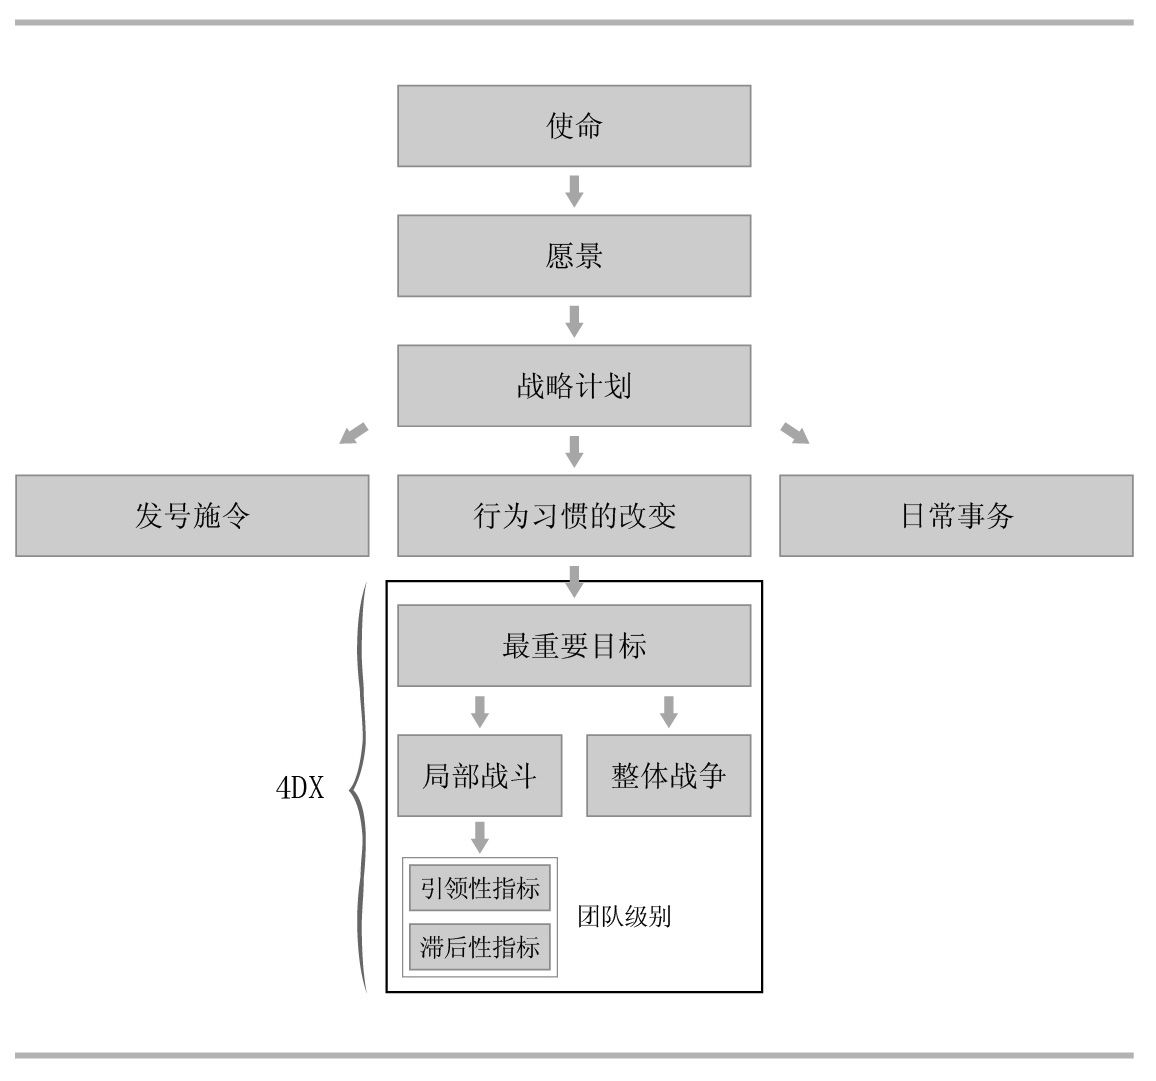 使命
愿景
战略计划
发号施令
行为习惯的改变
日常事务
最重要目标
局部战斗
整体战争
4DX
引领性指标
团队级别
滞后性指标